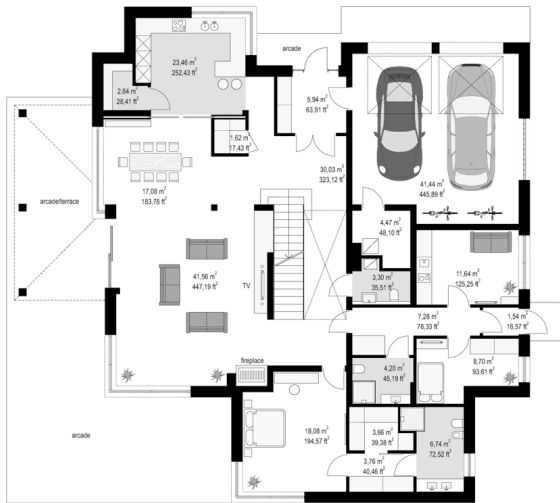 arcade
23,46 m²
252,43 ft²
2,64 m²
28,41 ft²
5,94 m²
63,91 ft²
1,62 m²
17,43 ft²
30,03 m²
323,12 ft²
41,44 m²
445,89 ft²
17,08 m²
183,78 ft²
arcade/terrace
4,47 m²
48,10 ft²
41,56 m²
447,19 ft²
TV
3,30 m²
35,51 ft²
11,64 m²
125,25 ft²
7,28 m²
78,33 ft²
1,54 m²
16,57 ft²
fireplace
4,20 m²
45,19 ft²
8,70 m²
93,61 ft²
18,08 m²
194,57 ft²
3,66 m²
39,38 ft²
6,74 m²
72,52 ft²
3,76 m²
40,46 ft²
arcade